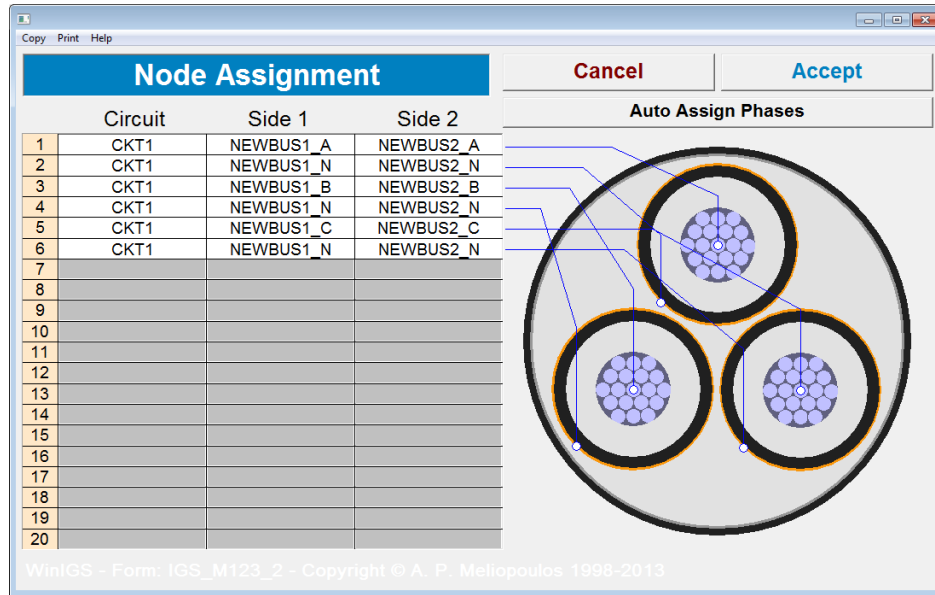 Copy Print Help
Node Assignment
Cancel
Accept
Auto Assign Phases
Circuit Side 1 Side 2
1 CKT1 NEWBUS1_A NEWBUS2_A
2 CKT1 NEWBUS1_N NEWBUS2_N
3 CKT1 NEWBUS1_B NEWBUS2_B
4 CKT1 NEWBUS1_N NEWBUS2_N
5 CKT1 NEWBUS1_C NEWBUS2_C
6 CKT1 NEWBUS1_N NEWBUS2_N
7
8
9
10
11
12
13
14
15
16
17
18
19
20
WinIGS - Form: IGS_M123_2 - Copyright © A. P. Meliopoulos 1998-2013